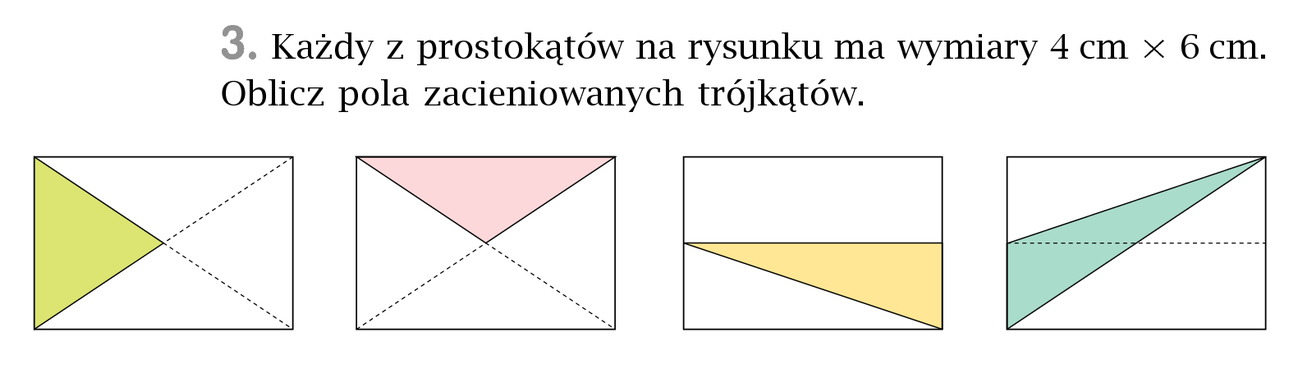 3. Każdy z prostokątów na rysunku ma wymiary 4 cm × 6 cm.
Oblicz pola zacieniowanych trójkątów.